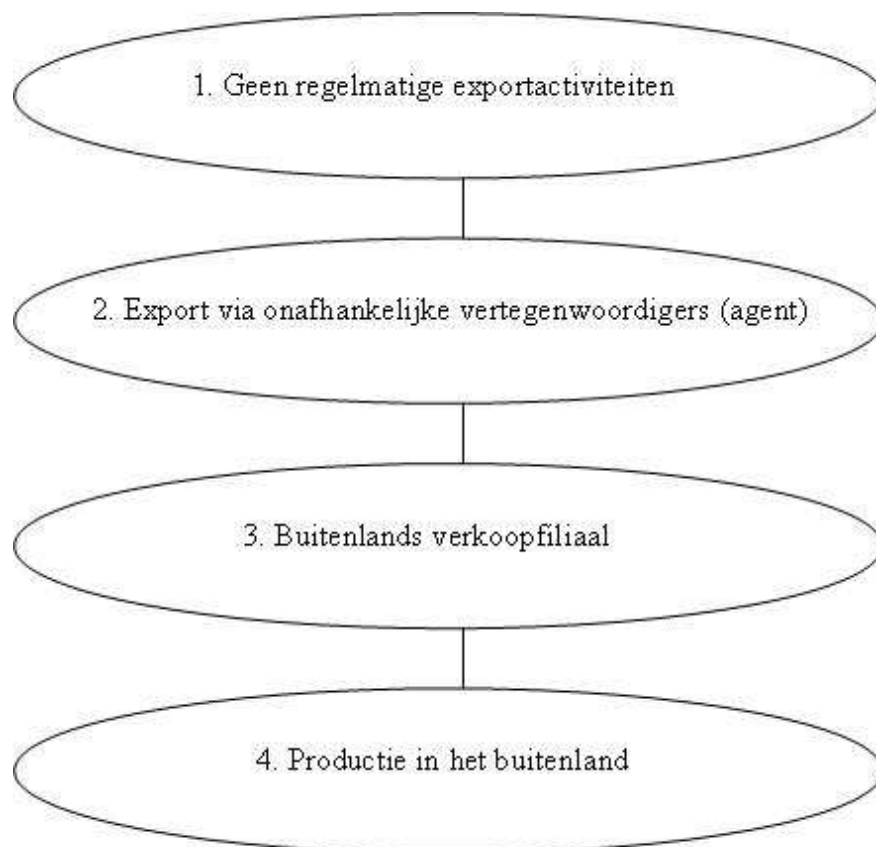 1. Geen regelmatige exportactiviteiten
2. Export via onafhankelijke vertegenwoordigers (agent)
3. Buitenlands verkoopfiliaal
4. Productie in het buitenland